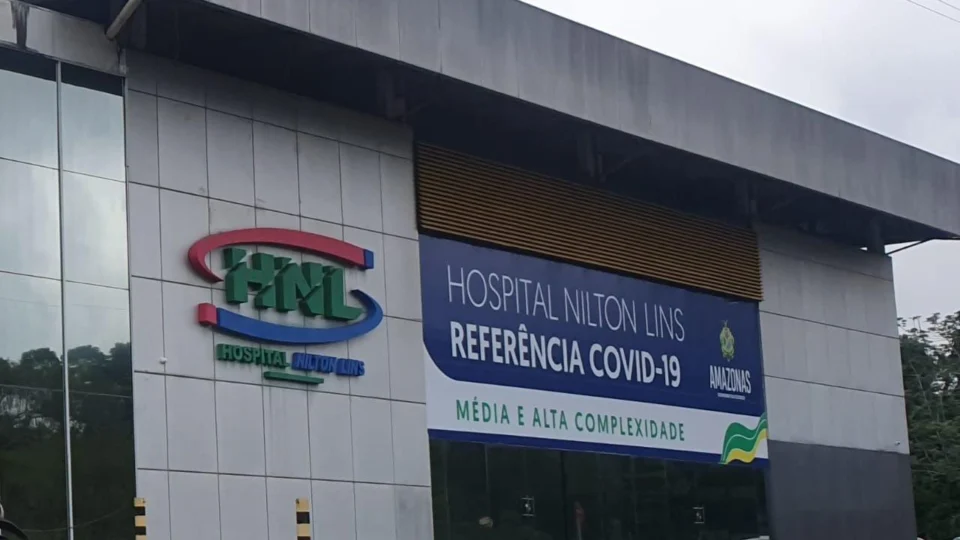 HNL
HOSPITAL NILTON LINS
HOSPITAL NILTON LINS
REFERÊNCIA COVID-19
MÉDIA E ALTA COMPLEXIDADE
AMAZONAS